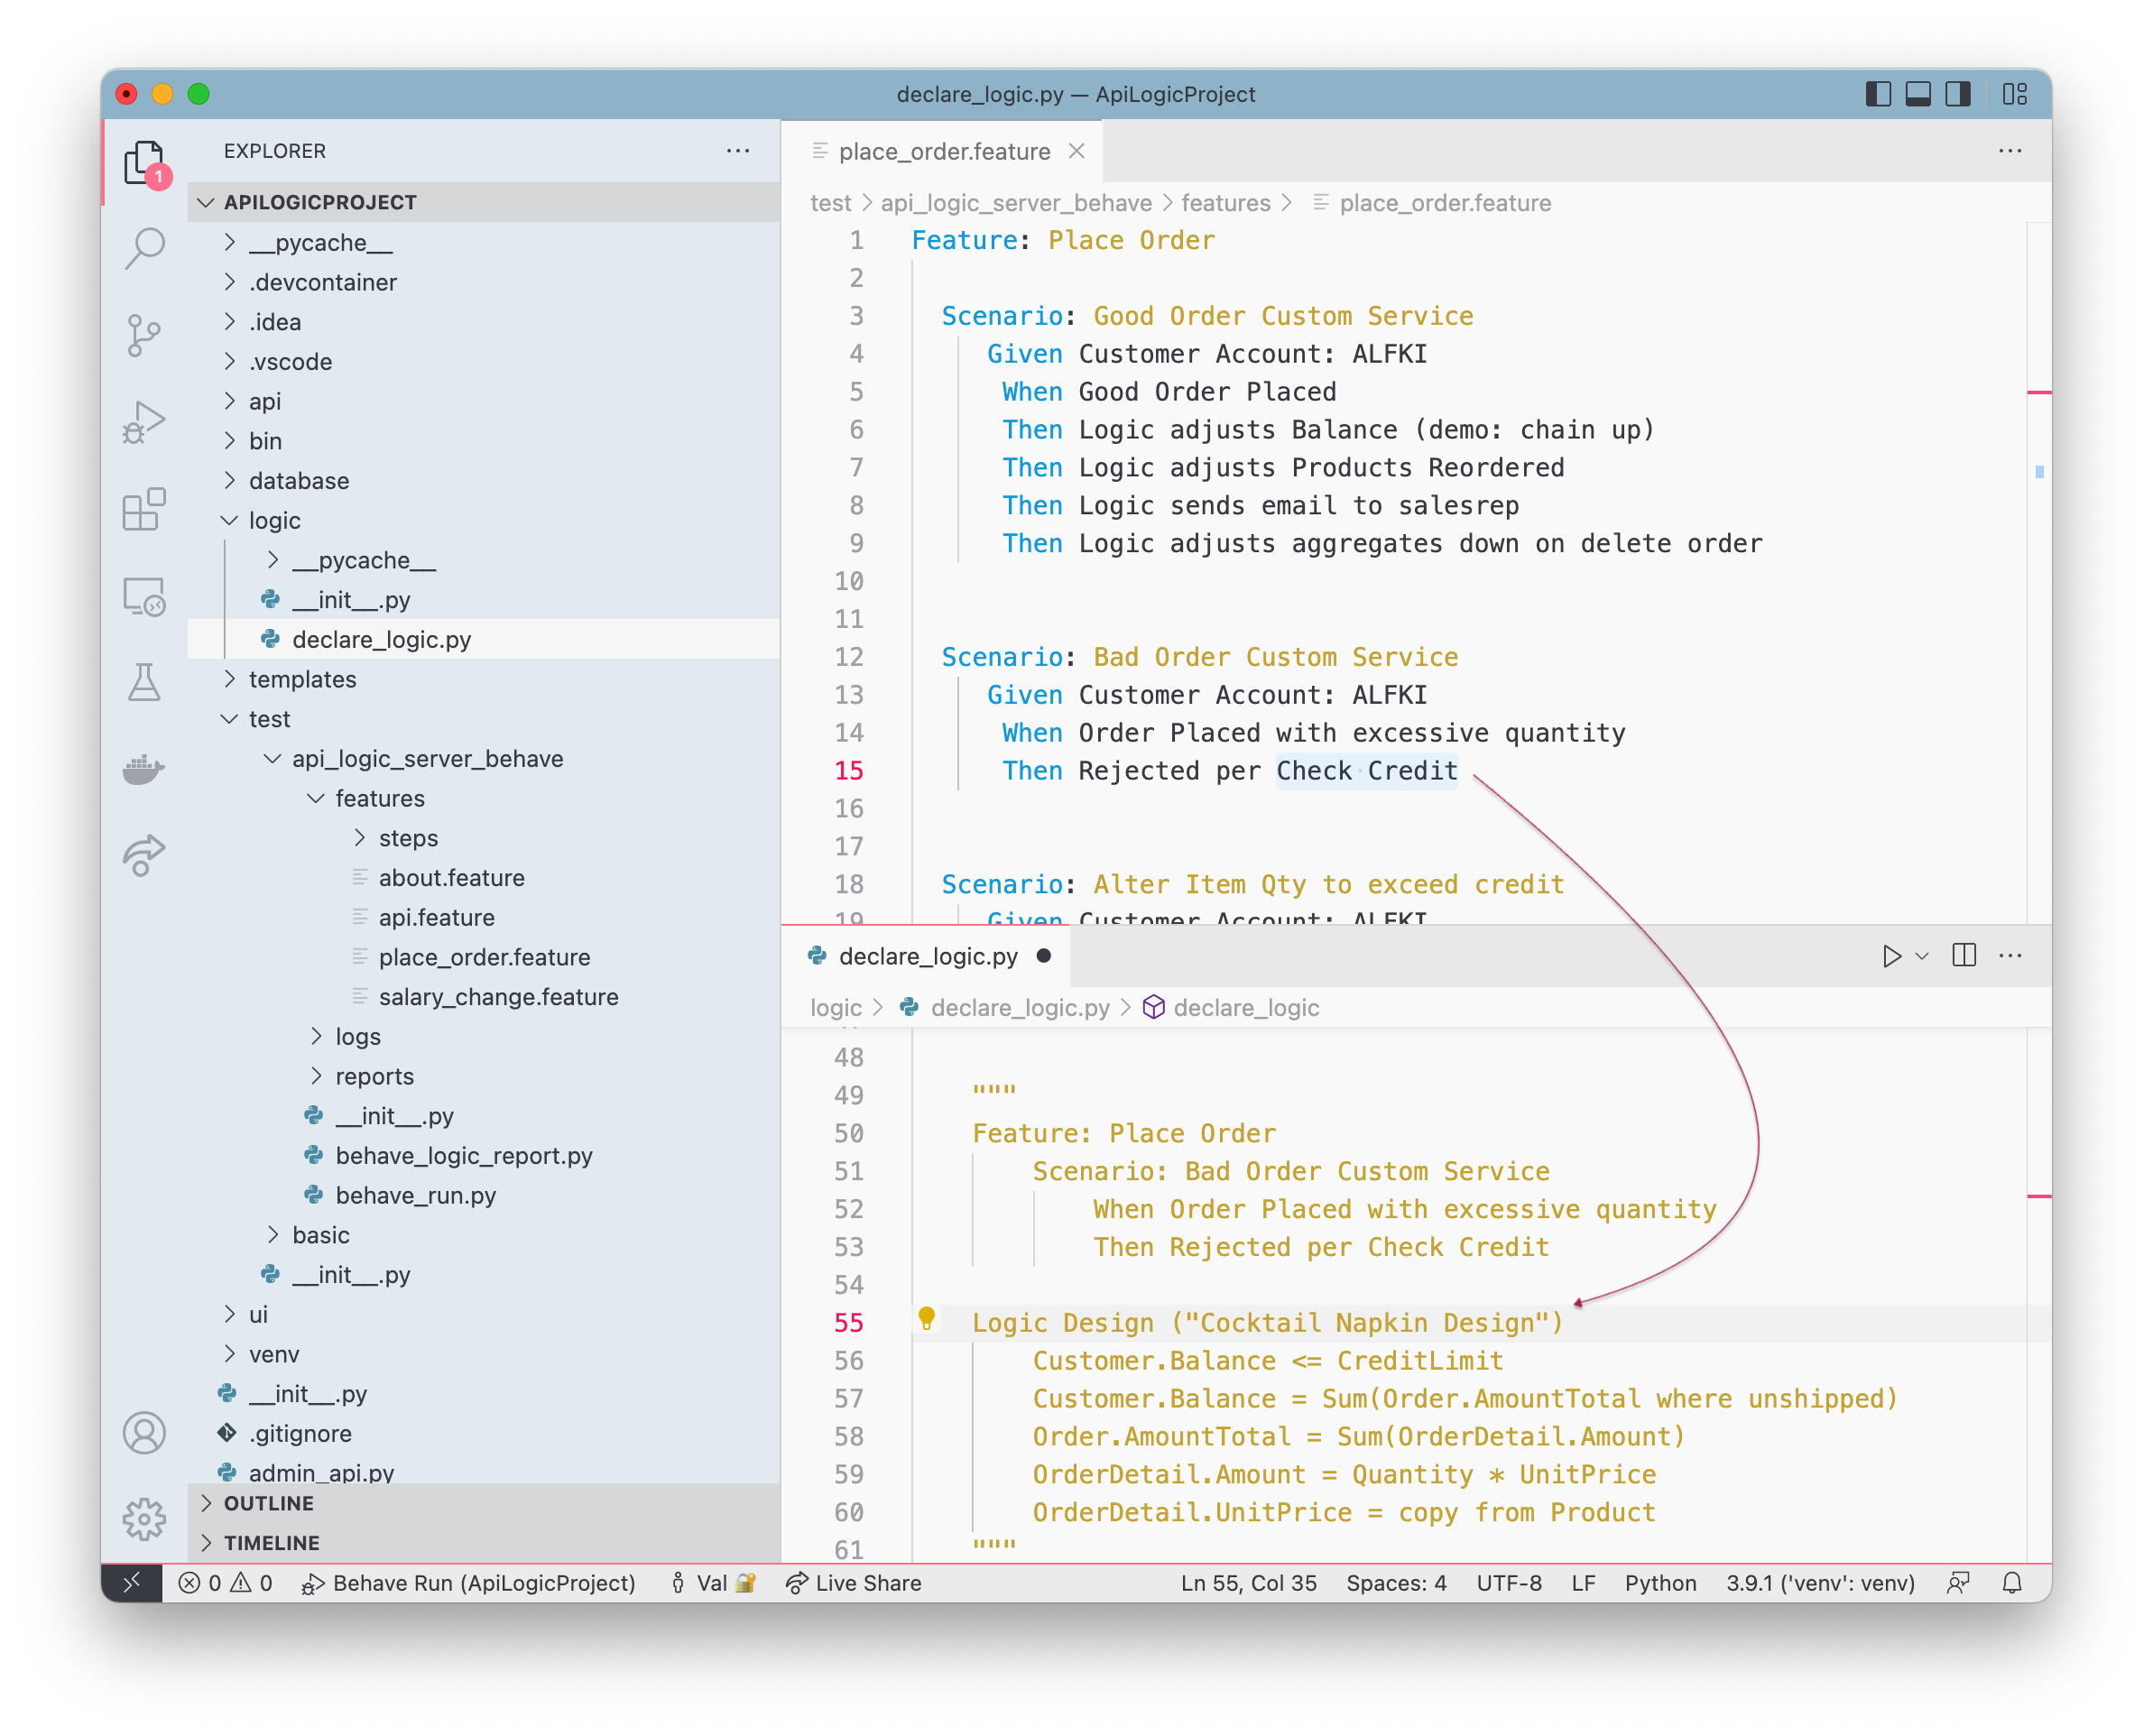 declare_logic.py — ApiLogicProject
EXPLORER
1
APILOGICPROJECT
__pycache__
.devcontainer
.idea
.vscode
api
bin
database
logic
__pycache__
__init__.py
declare_logic.py
templates
test
api_logic_server_behave
features
steps
about.feature
api.feature
place_order.feature
salary_change.feature
logs
reports
__init__.py
behave_logic_report.py
behave_run.py
basic
__init__.py
ui
venv
__init__.py
.gitignore
admin_api.py
OUTLINE
TIMELINE
place_order.feature
test > api_logic_server_behave > features > place_order.feature
1 Feature: Place Order
2
3 Scenario: Good Order Custom Service
4 Given Customer Account: ALFKI
5 When Good Order Placed
6 Then Logic adjusts Balance (demo: chain up)
7 Then Logic adjusts Products Reordered
8 Then Logic sends email to salesrep
9 Then Logic adjusts aggregates down on delete order
10
11
12 Scenario: Bad Order Custom Service
13 Given Customer Account: ALFKI
14 When Order Placed with excessive quantity
15 Then Rejected per Check Credit
16
17
18 Scenario: Alter Item Qty to exceed credit
19 Given Customer Account: ALFKI
declare_logic.py
logic > declare_logic.py > declare_logic
48
49 """
50 Feature: Place Order
51 Scenario: Bad Order Custom Service
52 When Order Placed with excessive quantity
53 Then Rejected per Check Credit
54
55 Logic Design ("Cocktail Napkin Design")
56 Customer.Balance <= CreditLimit
57 Customer.Balance = Sum(Order.AmountTotal where unshipped)
58 Order.AmountTotal = Sum(OrderDetail.Amount)
59 OrderDetail.Amount = Quantity * UnitPrice
60 OrderDetail.UnitPrice = copy from Product
61 """
0 0 Behave Run (ApiLogicProject) Val Live Share Ln 55, Col 35 Spaces: 4 UTF-8 LF Python 3.9.1 ('venv': venv)